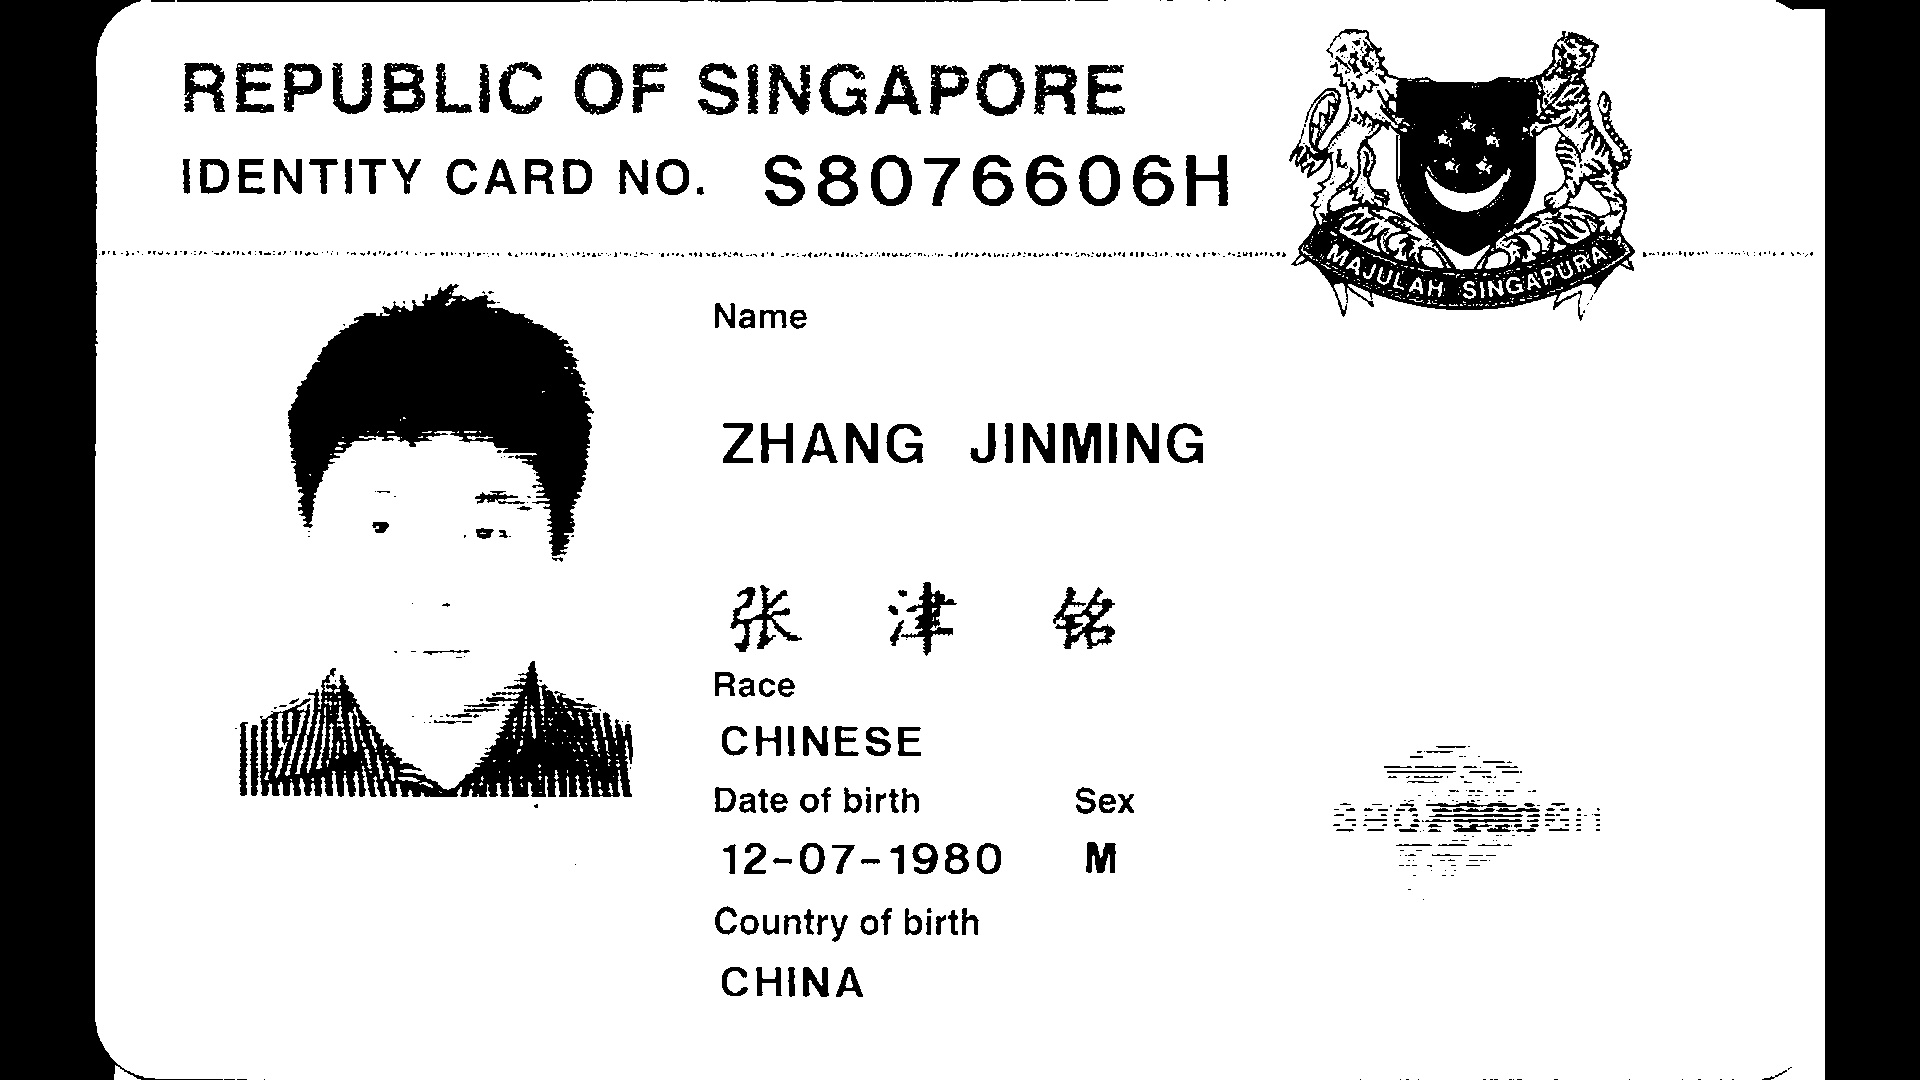 REPUBLIC OF SINGAPORE
IDENTITY CARD NO. S8076606H
MAJULAH SINGAPURA
Name
ZHANG JINMING
张 津 铭
Race
CHINESE
Date of birth Sex
12-07-1980 M
Country of birth
CHINA